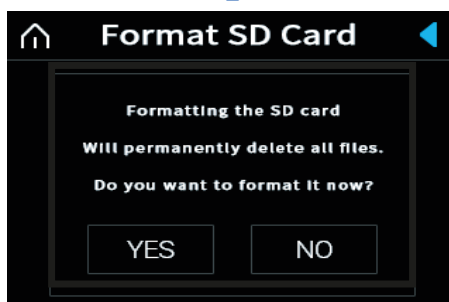 Format SD Card
Formatting the SD card
Will permanently delete all files.
Do you want to format it now?
YES NO